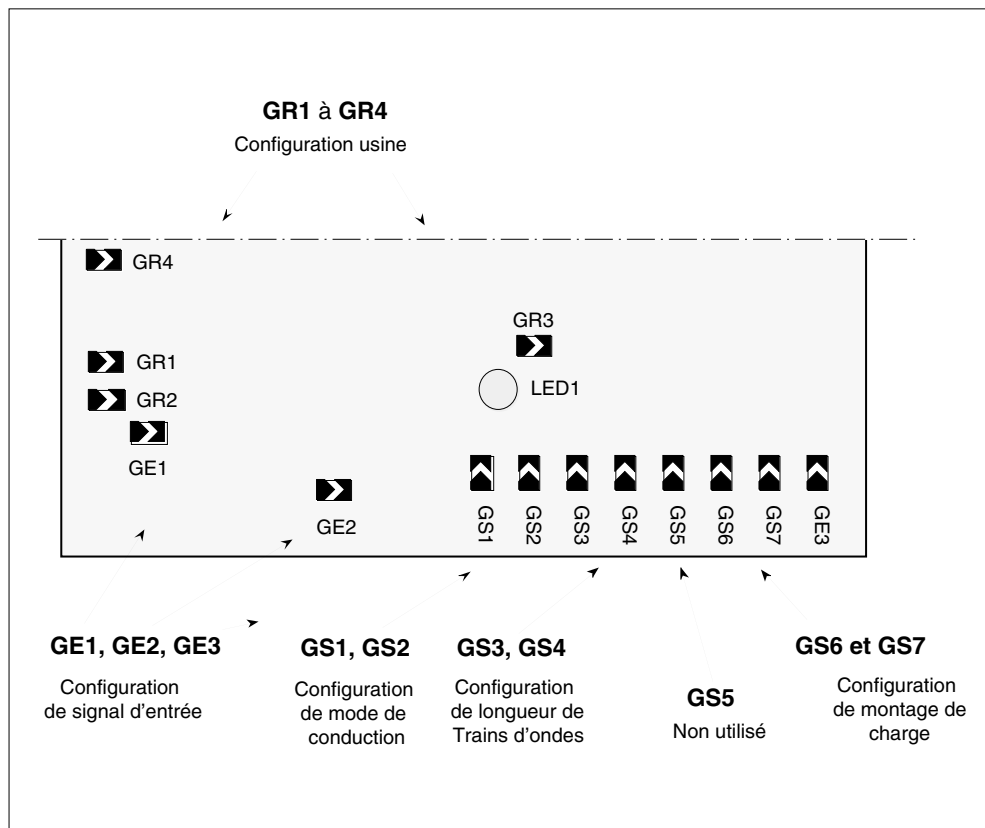 GR1 à GR4
Configuration usine
GR4
GR3
GR1
LED1
GR2
GE1
GE2
GS1
GS2
GS3
GS4
GS5
GS6
GS7
GE3
GE1, GE2, GE3
Configuration
de signal d'entrée
GS1, GS2
Configuration
de mode de
conduction
GS3, GS4
Configuration
de longueur de
Trains d'ondes
GS5
Non utilisé
GS6 et GS7
Configuration
de montage de
charge